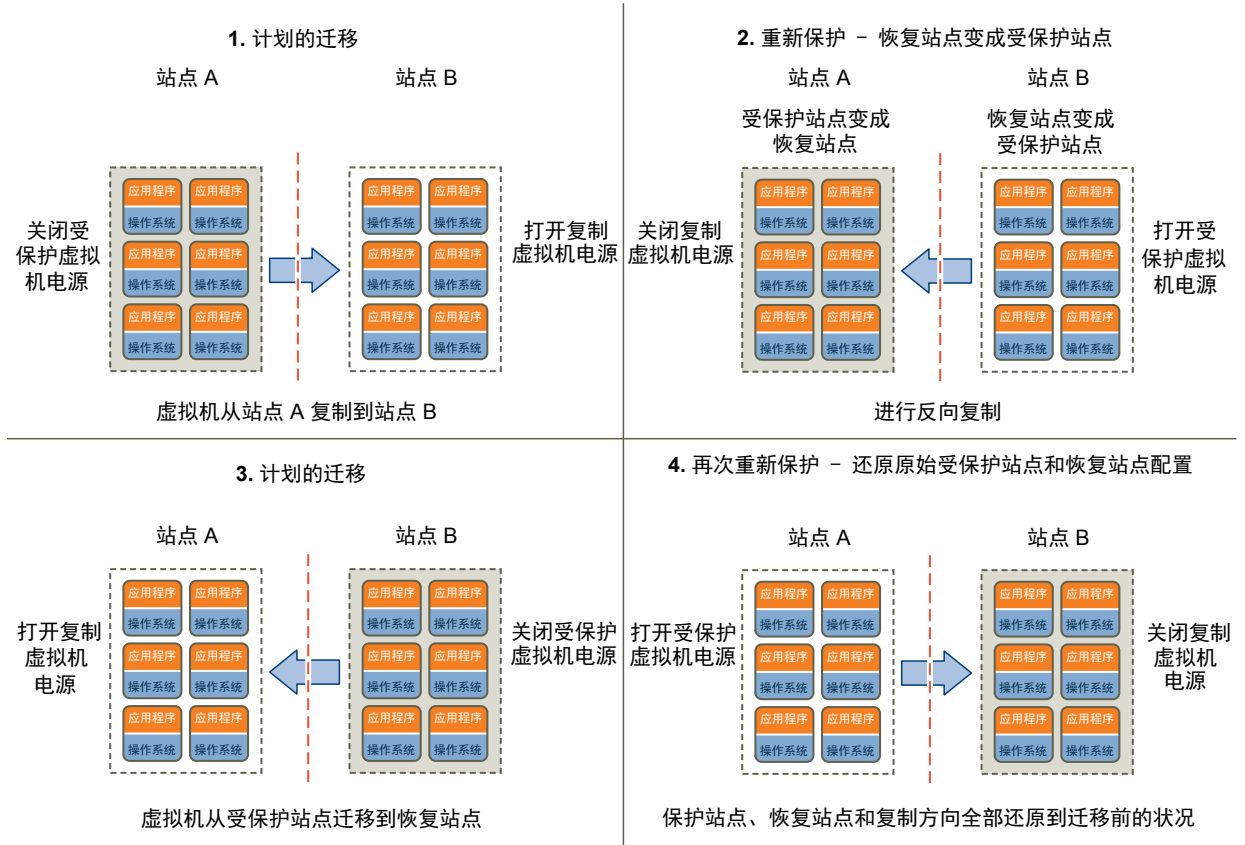 1. 计划的迁移
站点 A
站点 B
关闭受
保护虚拟
机电源
应用程序 应用程序
操作系统 操作系统
应用程序 应用程序
操作系统 操作系统
应用程序 应用程序
操作系统 操作系统
应用程序 应用程序
操作系统 操作系统
应用程序 应用程序
操作系统 操作系统
应用程序 应用程序
操作系统 操作系统
打开复制
虚拟机电源
虚拟机从站点 A 复制到站点 B
2. 重新保护 - 恢复站点变成受保护站点
站点 A
站点 B
受保护站点变成
恢复站点
恢复站点变成
受保护站点
关闭复制
虚拟机电源
应用程序 应用程序
操作系统 操作系统
应用程序 应用程序
操作系统 操作系统
应用程序 应用程序
操作系统 操作系统
应用程序 应用程序
操作系统 操作系统
应用程序 应用程序
操作系统 操作系统
应用程序 应用程序
操作系统 操作系统
打开受
保护虚拟
机电源
进行反向复制
3. 计划的迁移
站点 A
站点 B
打开复制
虚拟机
电源
应用程序 应用程序
操作系统 操作系统
应用程序 应用程序
操作系统 操作系统
应用程序 应用程序
操作系统 操作系统
应用程序 应用程序
操作系统 操作系统
应用程序 应用程序
操作系统 操作系统
应用程序 应用程序
操作系统 操作系统
关闭受保护
虚拟机电源
虚拟机从受保护站点迁移到恢复站点
4. 再次重新保护 - 还原原始受保护站点和恢复站点配置
站点 A
站点 B
打开受保护
虚拟机电源
应用程序 应用程序
操作系统 操作系统
应用程序 应用程序
操作系统 操作系统
应用程序 应用程序
操作系统 操作系统
应用程序 应用程序
操作系统 操作系统
应用程序 应用程序
操作系统 操作系统
应用程序 应用程序
操作系统 操作系统
关闭复制
虚拟机
电源
保护站点、恢复站点和复制方向全部还原到迁移前的状况